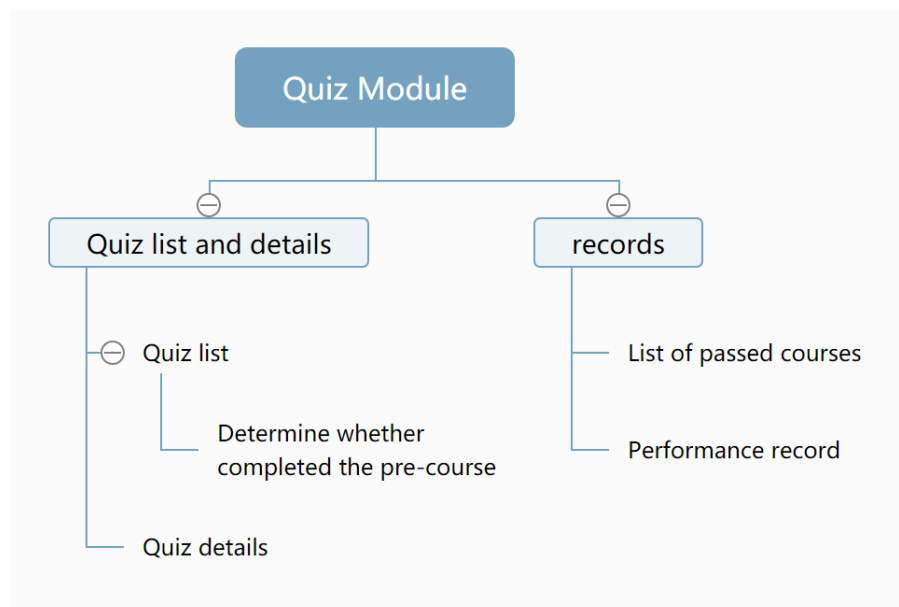 Quiz Module
Quiz list and details
records
Quiz list
List of passed courses
Determine whether
completed the pre-course
Performance record
Quiz details